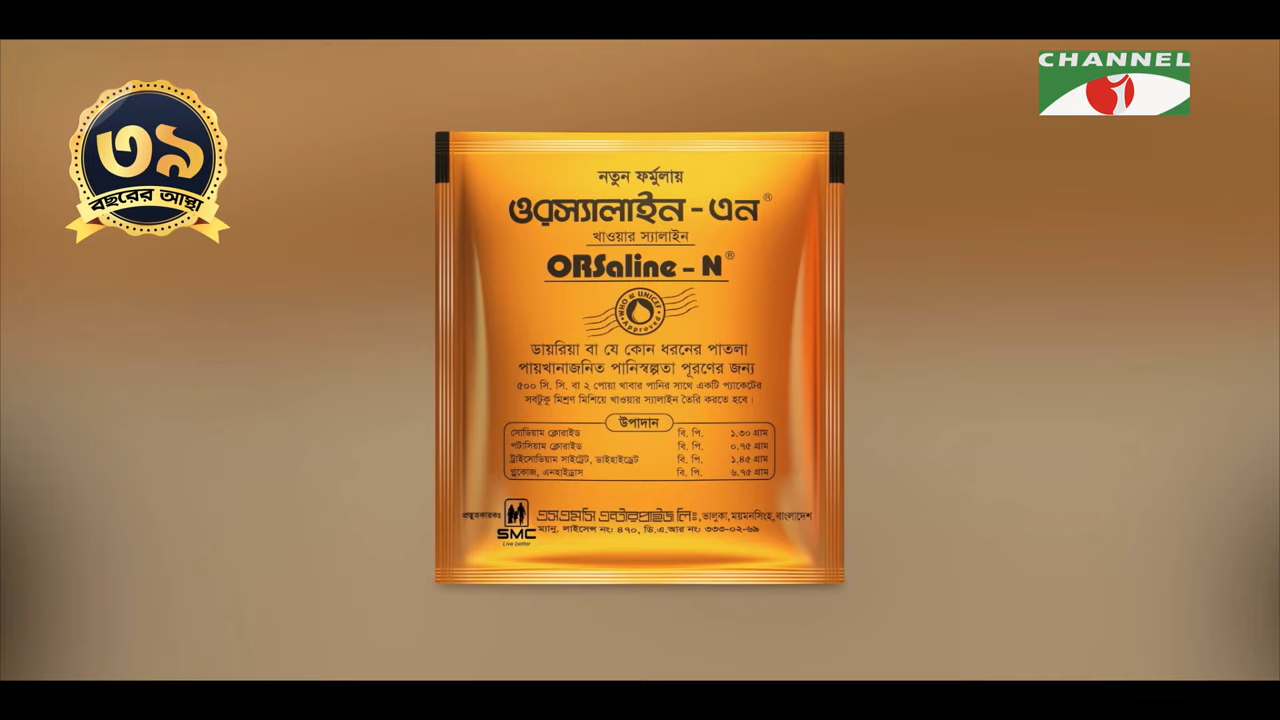 CHANNEL i
৩৯
বছরের আস্থা
নতুন ফর্মুলায়
ওরস্যালাইন - এন®
খাওয়ার স্যালাইন
ORSaline - N®
WHO & UNICEF
Approved
ডায়রিয়া বা যে কোন ধরনের পাতলা
পায়খানাজনিত পানিস্বল্পতা পূরণের জন্য
৫০০ সি. সি. বা ২ পোয়া খাবার পানির সাথে একটি প্যাকেটের
সবটুকু মিশ্রণ মিশিয়ে খাওয়ার স্যালাইন তৈরি করতে হবে।
উপাদান
সোডিয়াম ক্লোরাইড বি. পি. ১.৩০ গ্রাম
পটাসিয়াম ক্লোরাইড বি. পি. ০.৭৫ গ্রাম
ট্রাইসোডিয়াম সাইট্রেট, ডাইহাইড্রেট বি. পি. ১.৪৫ গ্রাম
গ্লুকোজ, এনহাইড্রাস বি. পি. ৬.৭৫ গ্রাম
প্রস্তুতকারকঃ এসএমসি এন্টারপ্রাইজ লিঃ, ভালুকা, ময়মনসিংহ, বাংলাদেশ
SMC ম্যানু. লাইসেন্স নং: ৪৭০, ডি.এ.আর নং: ৩৩৩-০২-৬৯
Live better